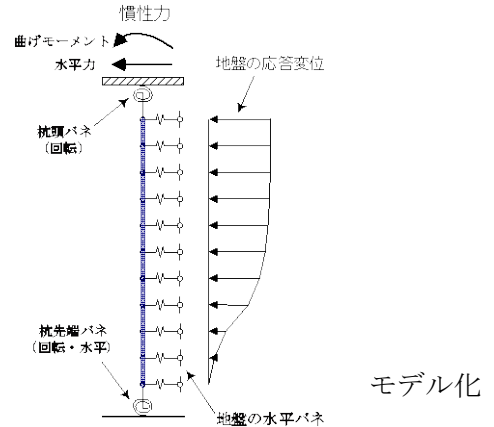 慣性力
曲げモーメント
水平力
地盤の応答変位
杭頭バネ
(回転)
杭先端バネ
(回転・水平)
地盤の水平バネ
モデル化